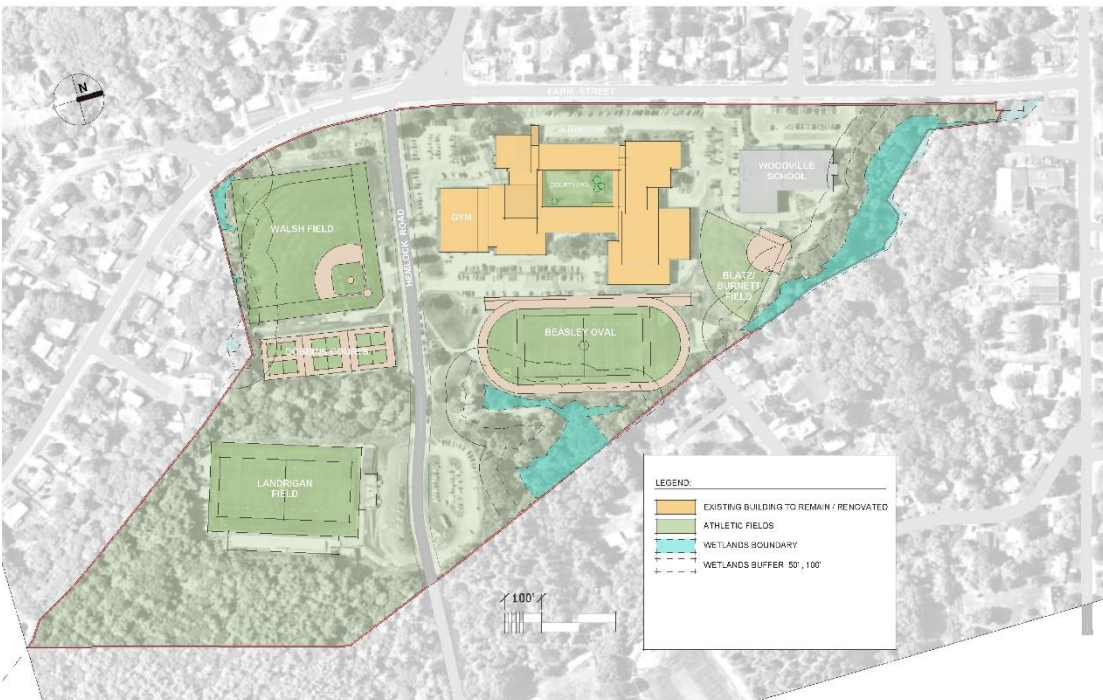 N
FARM STREET
WOODVILLE
SCHOOL
COURTYARD
GYM
WALSH FIELD
HEMLOCK ROAD
BLATZ/
BURNETT
FIELD
BEASLEY OVAL
LANDRIGAN
FIELD
100'
LEGEND:
EXISTING BUILDING TO REMAIN / RENOVATED
ATHLETIC FIELDS
WETLANDS BOUNDARY
WETLANDS BUFFER 50', 100'